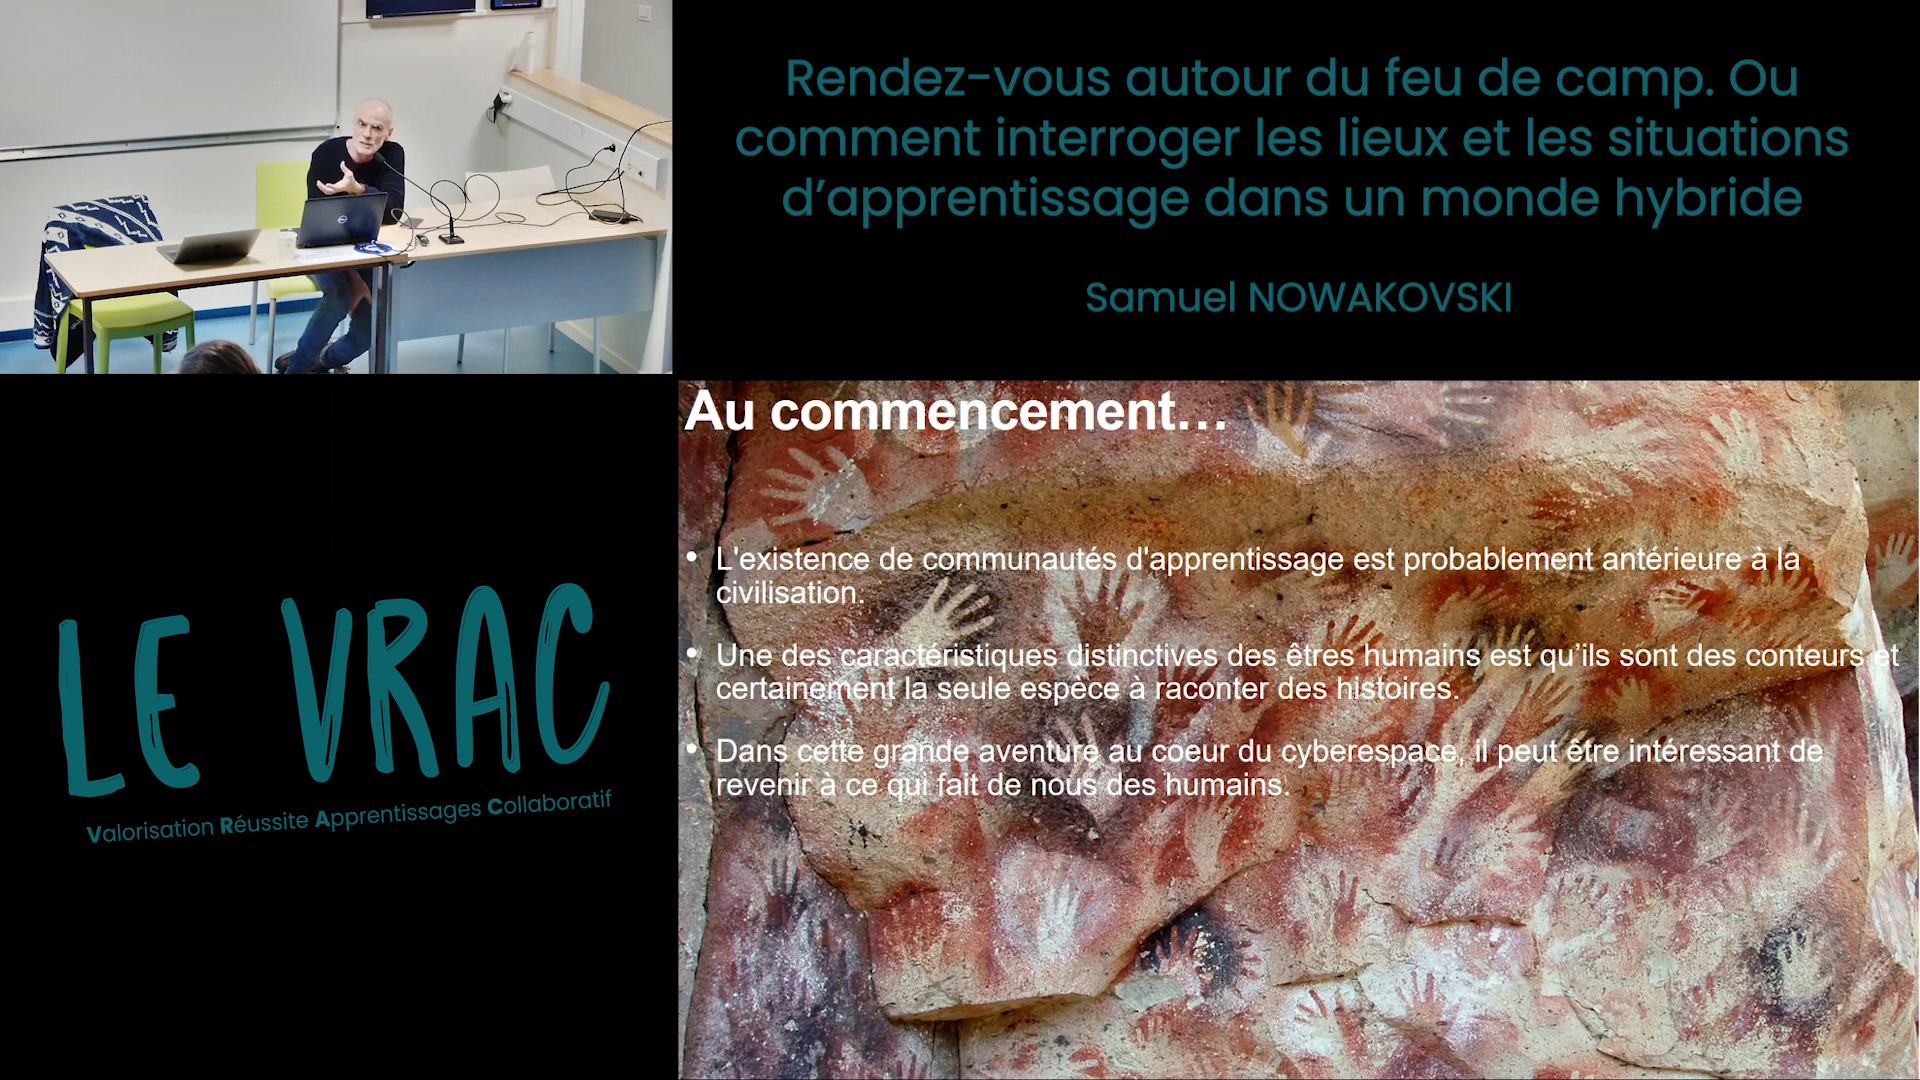 Rendez-vous autour du feu de camp. Ou
comment interroger les lieux et les situations
d’apprentissage dans un monde hybride
Samuel NOWAKOVSKI
LE VRAC
Valorisation Réussite Apprentissages Collaboratif
Au commencement…
• L'existence de communautés d'apprentissage est probablement antérieure à la
civilisation.
• Une des caractéristiques distinctives des êtres humains est qu’ils sont des conteurs et
certainement la seule espèce à raconter des histoires.
• Dans cette grande aventure au coeur du cyberespace, il peut être intéressant de
revenir à ce qui fait de nous des humains.